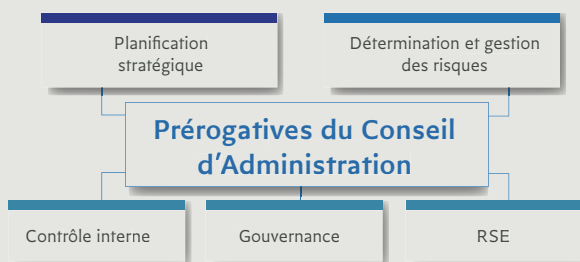 Planification
stratégique
Détermination et gestion
des risques
Prérogatives du Conseil
d'Administration
Contrôle interne
Gouvernance
RSE